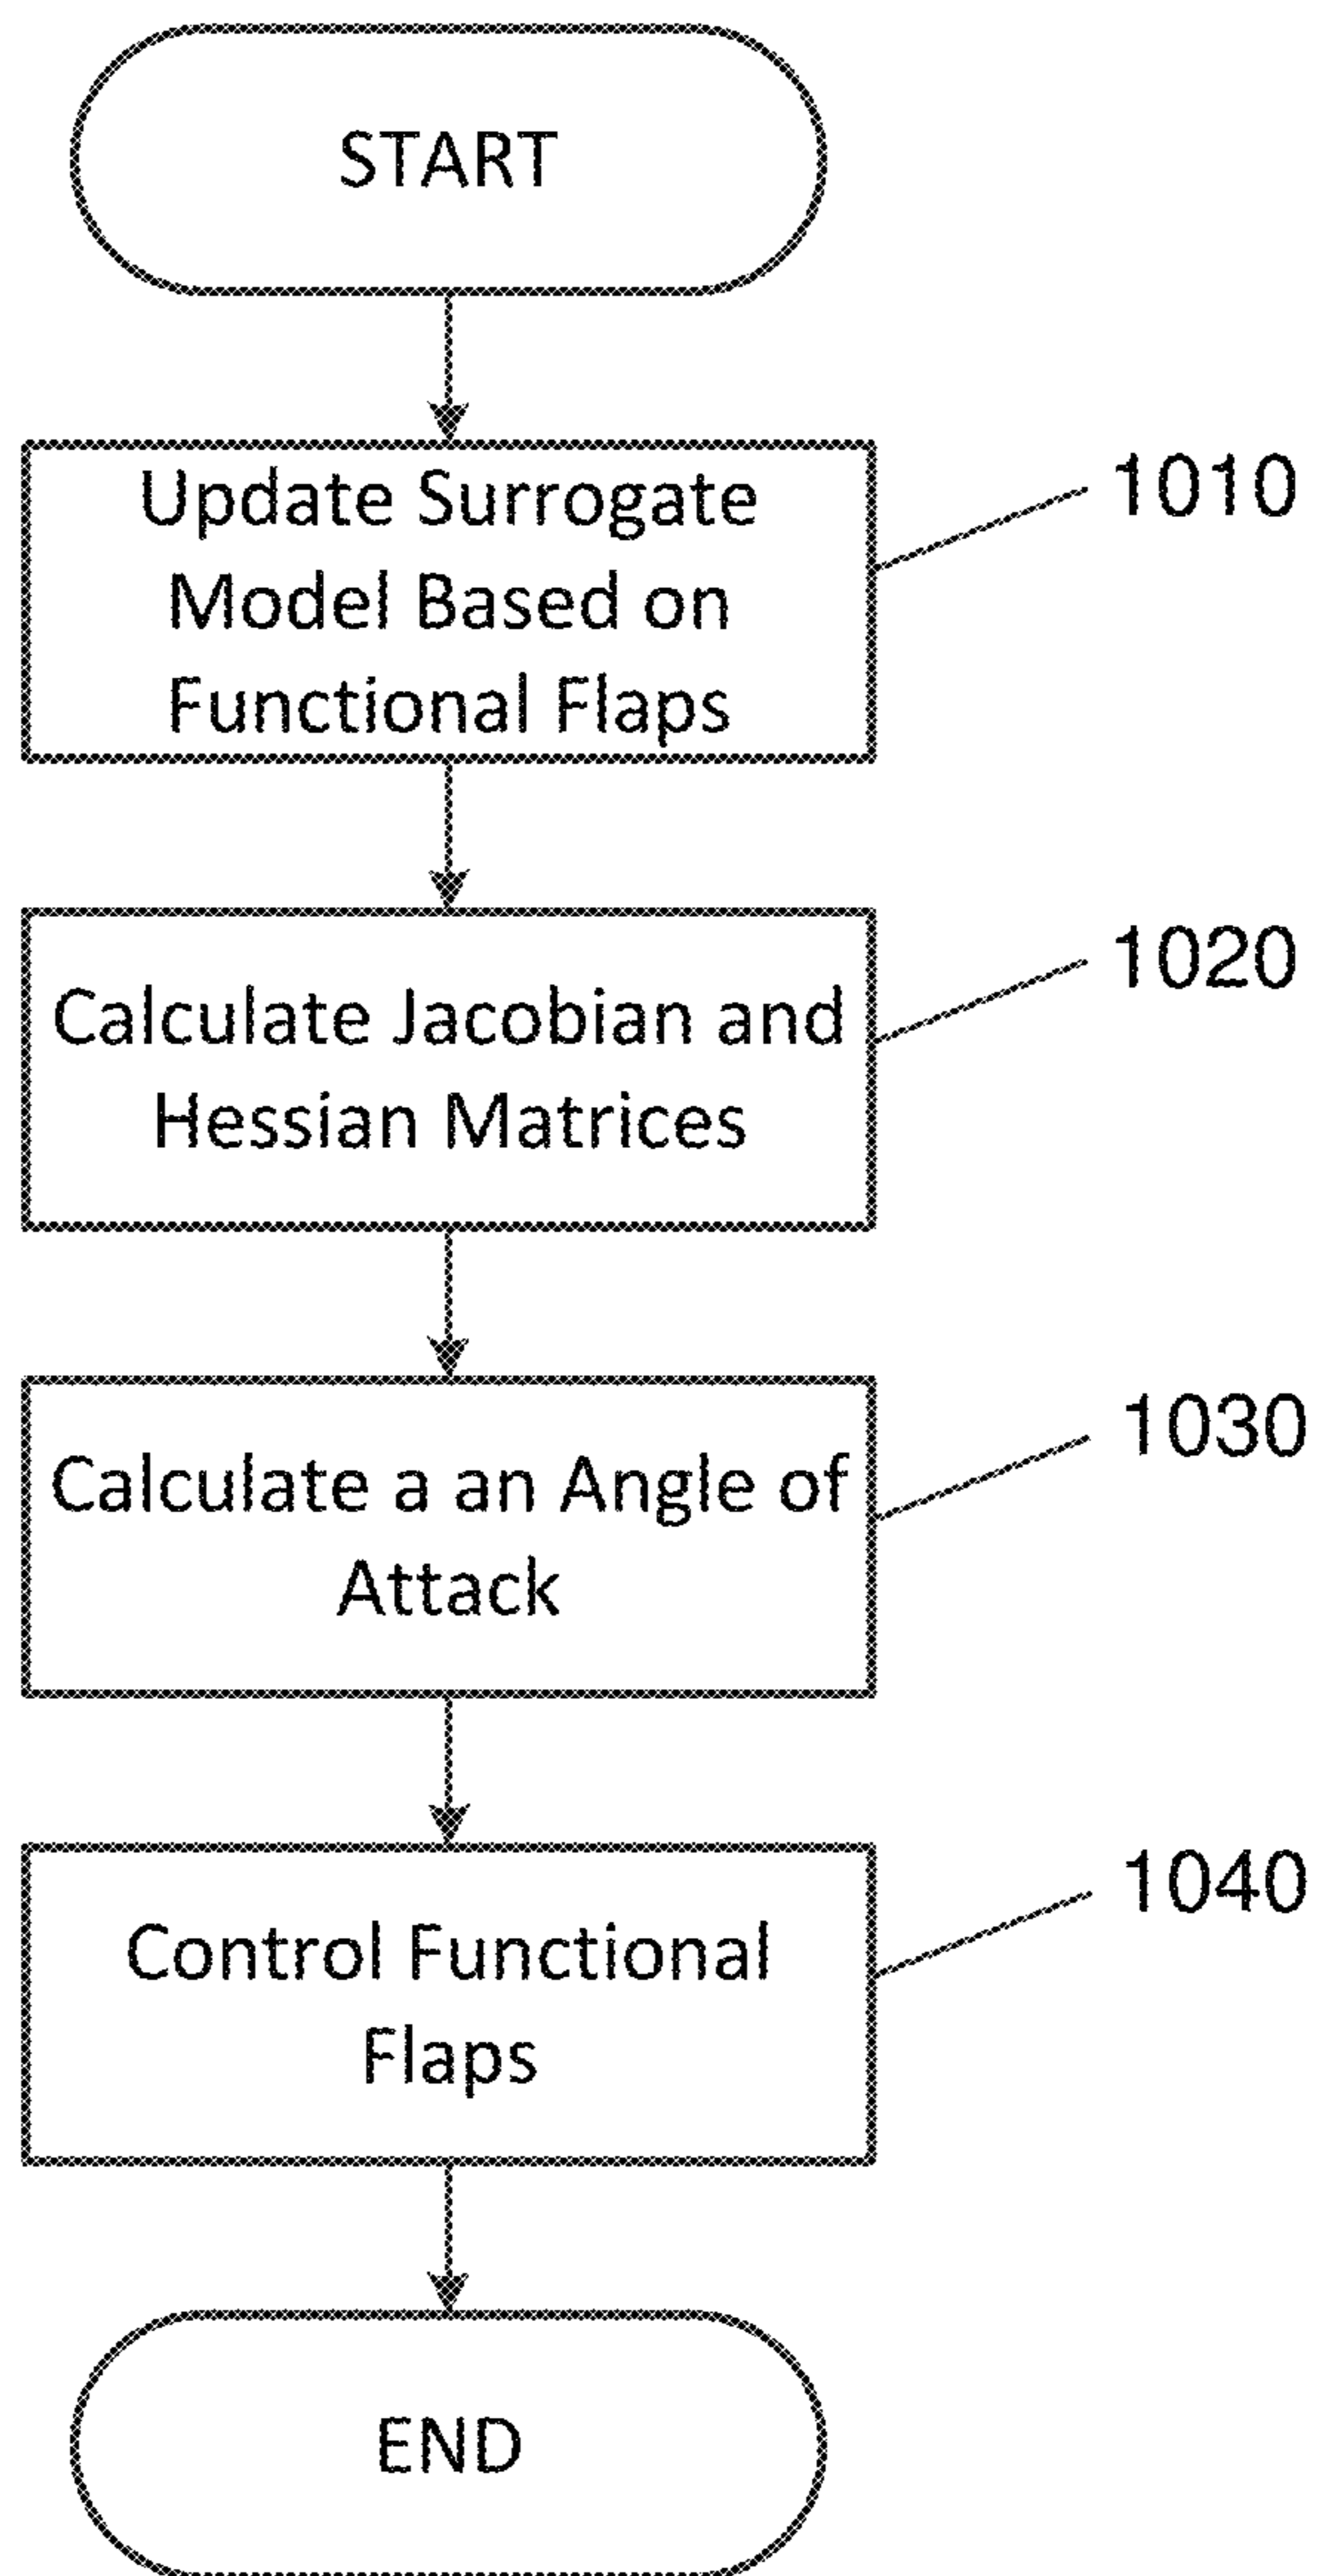 START
Update Surrogate
Model Based on
Functional Flaps
1010
Calculate Jacobian and
Hessian Matrices
1020
Calculate a an Angle of
Attack
1030
Control Functional
Flaps
1040
END